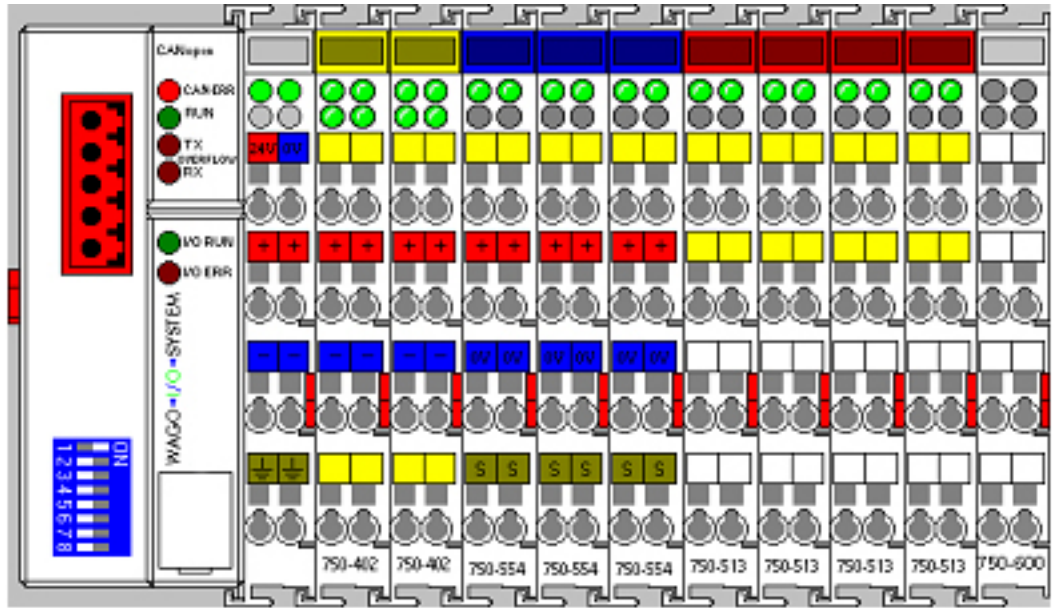 CANopen
CAN-ERR
RUN
TX
OVERFLOW
RX
I/O RUN
I/O ERR
WAGO-I/O-SYSTEM
ON
1 2 3 4 5 6 7 8
24V 0V
+ + + + + + + + + + + +
- - - - - - 0V 0V 0V 0V 0V 0V
S S S S S S
750-402 750-402 750-554 750-554 750-554 750-513 750-513 750-513 750-513 750-600